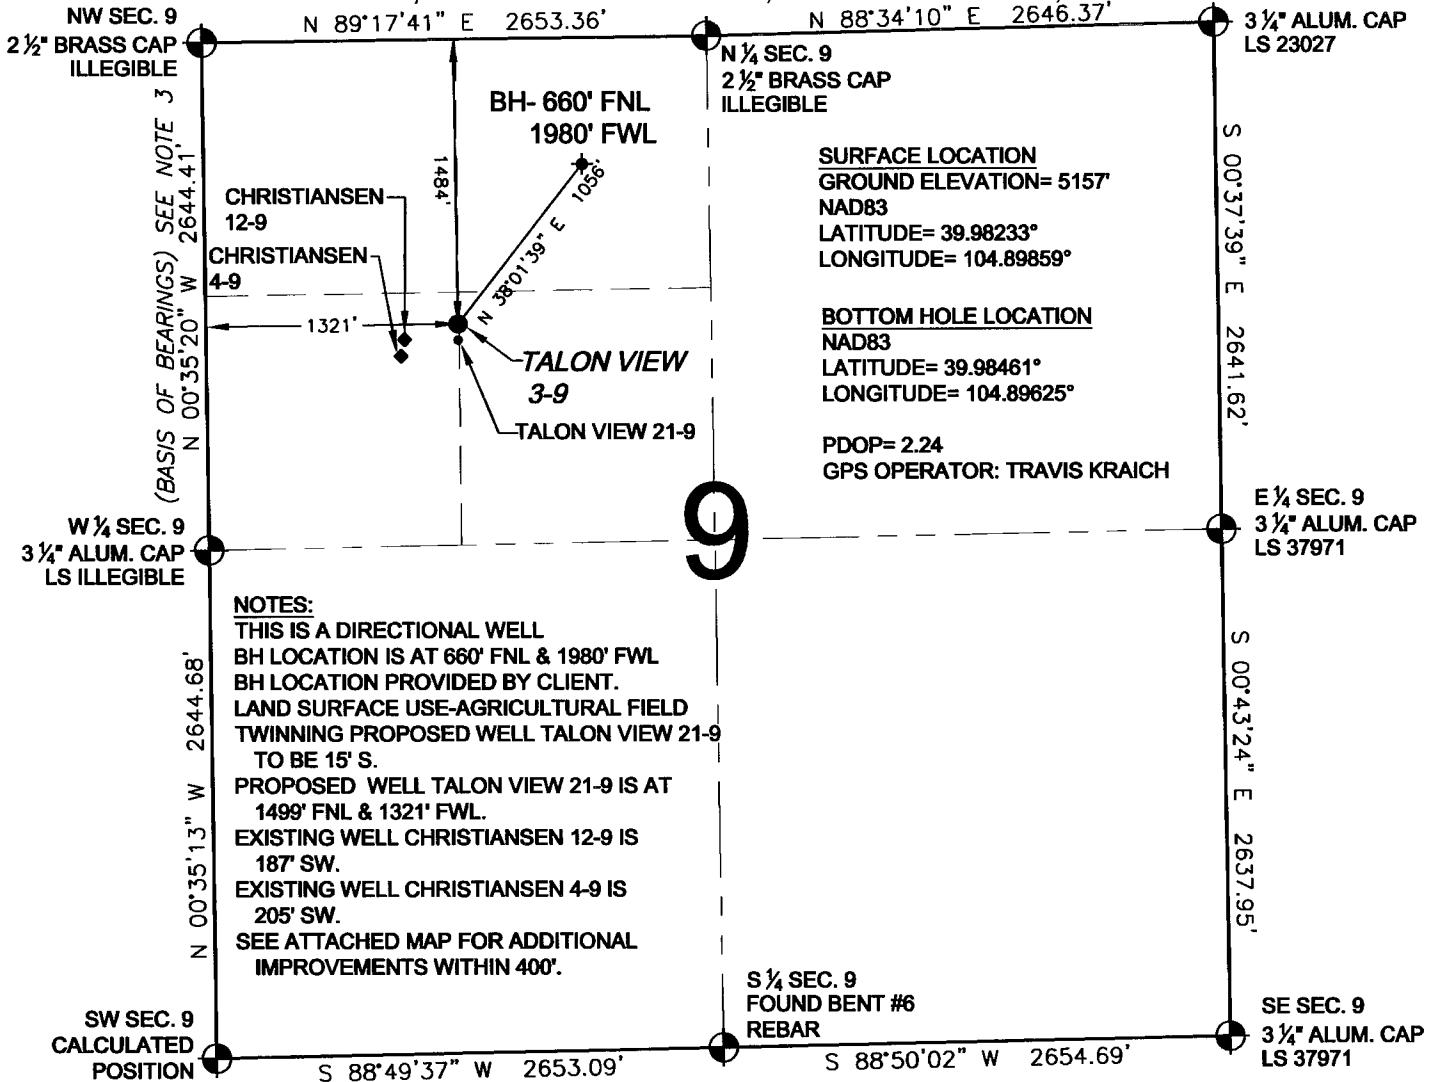 NW SEC. 9
2 ½" BRASS CAP
ILLEGIBLE
N 89°17'41" E 2653.36'
N 88°34'10" E 2646.37'
3 ¼" ALUM. CAP
LS 23027
N ¼ SEC. 9
2 ½" BRASS CAP
ILLEGIBLE
BH- 660' FNL
1980' FWL
1484'
N 38°01'39" E 1056'
CHRISTIANSEN
12-9
CHRISTIANSEN
4-9
1321'
TALON VIEW
3-9
TALON VIEW 21-9
(BASIS OF BEARINGS) SEE NOTE 3
N 00°35'20" W 2644.41'
SURFACE LOCATION
GROUND ELEVATION= 5157'
NAD83
LATITUDE= 39.98233°
LONGITUDE= 104.89859°
BOTTOM HOLE LOCATION
NAD83
LATITUDE= 39.98461°
LONGITUDE= 104.89625°
PDOP= 2.24
GPS OPERATOR: TRAVIS KRAICH
S 00°37'39" E 2641.62'
W ¼ SEC. 9
3 ¼" ALUM. CAP
LS ILLEGIBLE
9
E ¼ SEC. 9
3 ¼" ALUM. CAP
LS 37971
NOTES:
THIS IS A DIRECTIONAL WELL
BH LOCATION IS AT 660' FNL & 1980' FWL
BH LOCATION PROVIDED BY CLIENT.
LAND SURFACE USE-AGRICULTURAL FIELD
TWINNING PROPOSED WELL TALON VIEW 21-9
TO BE 15' S.
PROPOSED WELL TALON VIEW 21-9 IS AT
1499' FNL & 1321' FWL.
EXISTING WELL CHRISTIANSEN 12-9 IS
187' SW.
EXISTING WELL CHRISTIANSEN 4-9 IS
205' SW.
SEE ATTACHED MAP FOR ADDITIONAL
IMPROVEMENTS WITHIN 400'.
N 00°35'13" W 2644.68'
S 00°43'24" E 2637.95'
SW SEC. 9
CALCULATED
POSITION
S 88°49'37" W 2653.09'
S ¼ SEC. 9
FOUND BENT #6
REBAR
S 88°50'02" W 2654.69'
SE SEC. 9
3 ¼" ALUM. CAP
LS 37971